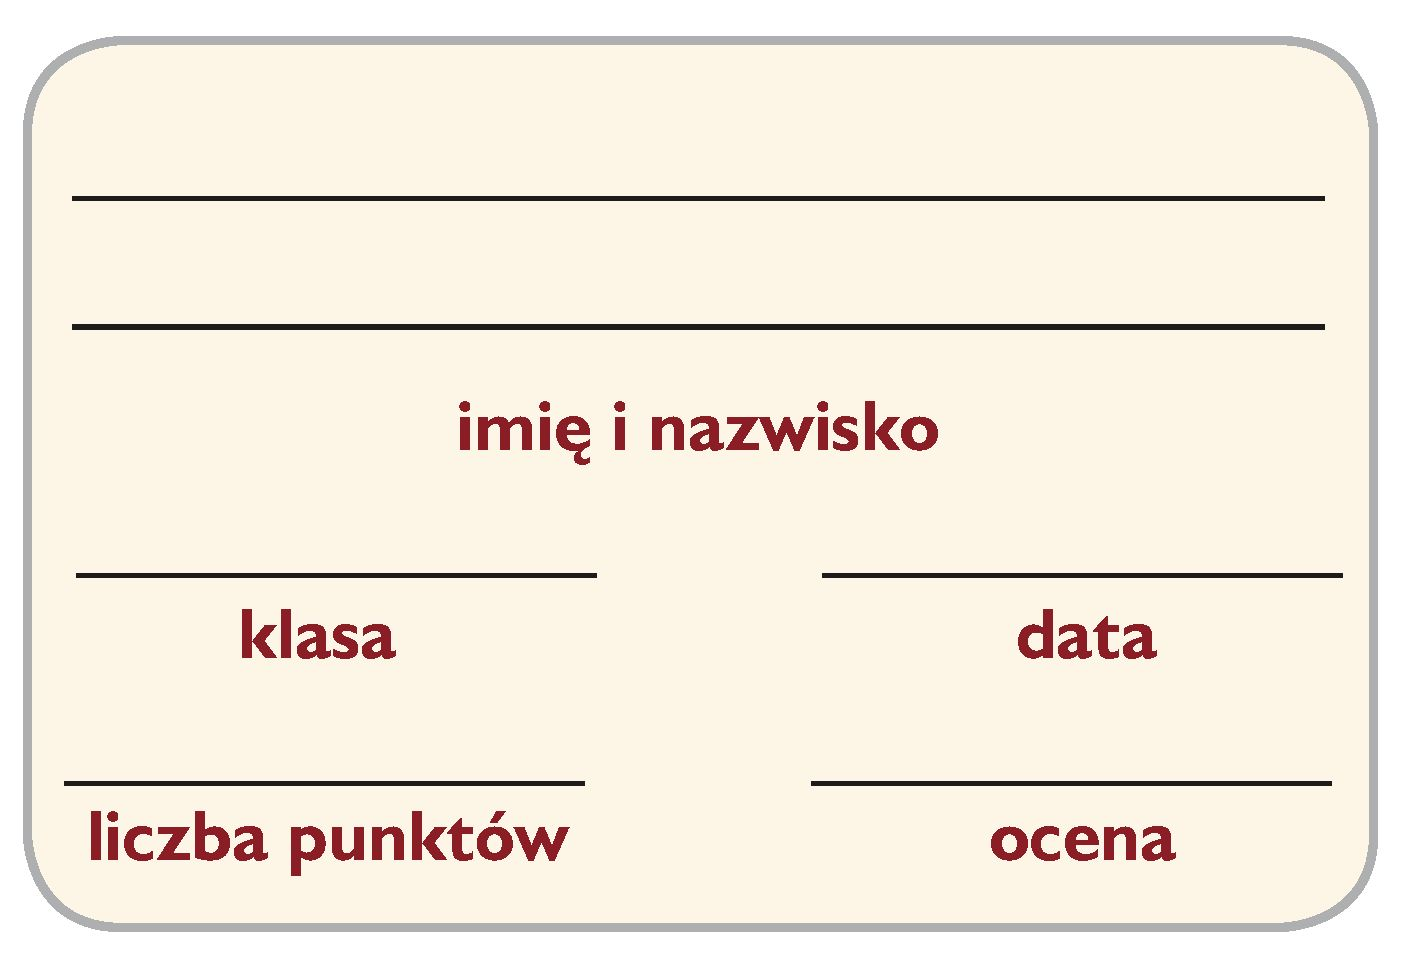 imię i nazwisko
klasa data
liczba punktów ocena